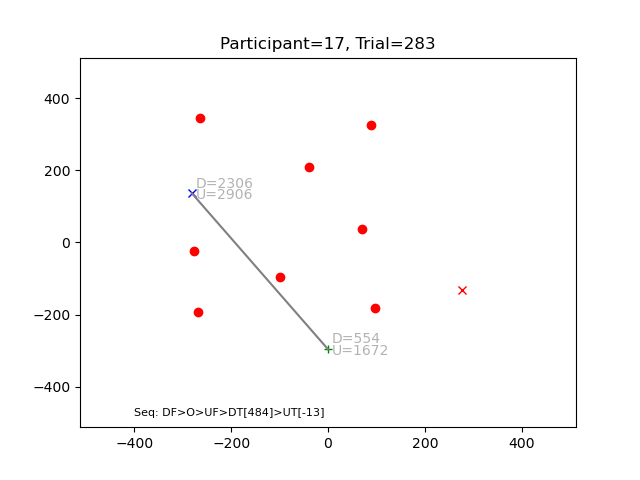 Participant=17, Trial=283
400
200
0
−200
−400
D=2306
U=2906
D=554
U=1672
Seq: DF>O>UF>DT[484]>UT[-13]
−400
−200
0
200
400